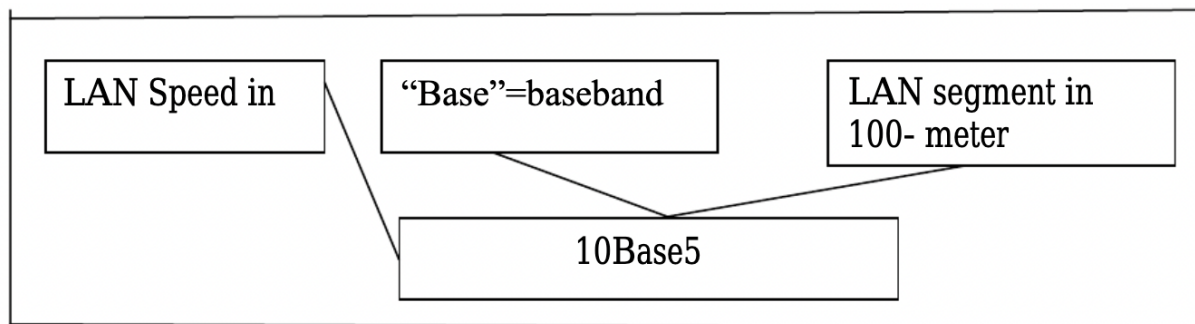 LAN Speed in
“Base”=baseband
LAN segment in
100- meter
10Base5